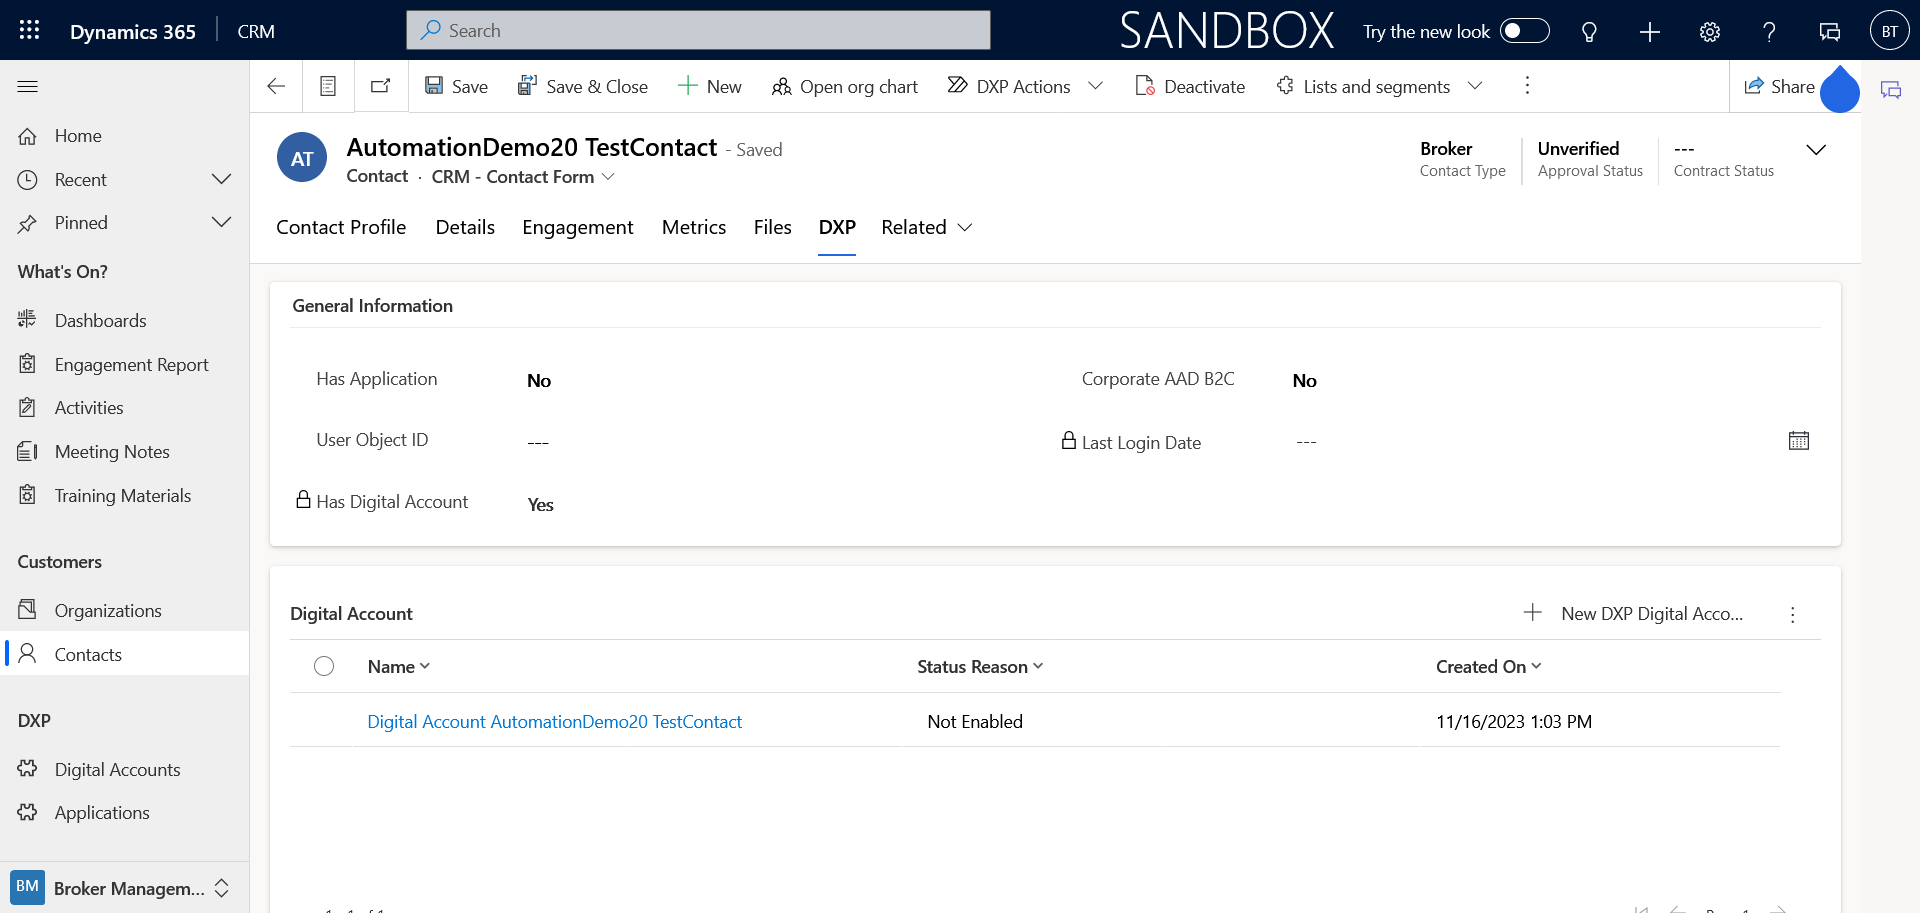 Dynamics 365
CRM
Search
SANDBOX
Try the new look
BT
Save
Save & Close
New
Open org chart
DXP Actions
Deactivate
Lists and segments
Share
Home
Recent
Pinned
What's On?
Dashboards
Engagement Report
Activities
Meeting Notes
Training Materials
Customers
Organizations
Contacts
DXP
Digital Accounts
Applications
BM
Broker Managem...
AT
AutomationDemo20 TestContact - Saved
Contact · CRM - Contact Form
Broker
Contact Type
Unverified
Approval Status
---
Contract Status
Contact Profile
Details
Engagement
Metrics
Files
DXP
Related
General Information
Has Application
No
Corporate AAD B2C
No
User Object ID
---
Last Login Date
---
Has Digital Account
Yes
Digital Account
New DXP Digital Acco...
Name
Status Reason
Created On
Digital Account AutomationDemo20 TestContact
Not Enabled
11/16/2023 1:03 PM